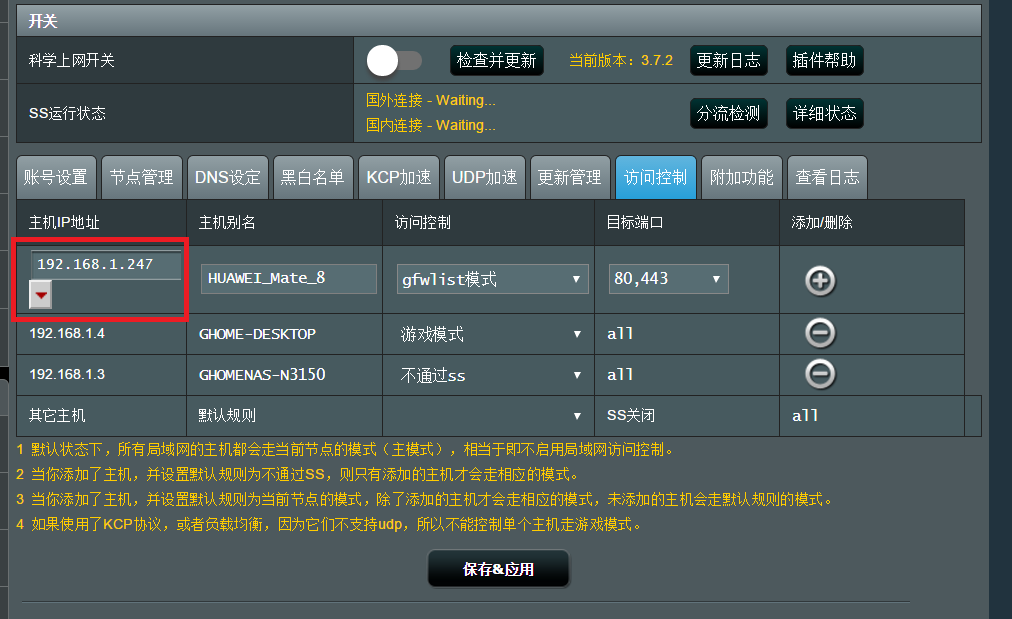 开关
科学上网开关 检查并更新 当前版本：3.7.2 更新日志 插件帮助
SS运行状态 国外连接 - Waiting... 分流检测 详细状态
国内连接 - Waiting...
账号设置 节点管理 DNS设定 黑白名单 KCP加速 UDP加速 更新管理 访问控制 附加功能 查看日志
主机IP地址 主机别名 访问控制 目标端口 添加/删除
192.168.1.247 HUAWEI_Mate_8 gfwlist模式 80,443
192.168.1.4 GHOME-DESKTOP 游戏模式 all
192.168.1.3 GHOMENAS-N3150 不通过ss all
其它主机 默认规则 SS关闭 all
1 默认状态下，所有局域网的主机都会走当前节点的模式（主模式），相当于即不启用局域网访问控制。
2 当你添加了主机，并设置默认规则为不通过SS，则只有添加的主机才会走相应的模式。
3 当你添加了主机，并设置默认规则为当前节点的模式，除了添加的主机才会走相应的模式，未添加的主机会走默认规则的模式。
4 如果使用了KCP协议，或者负载均衡，因为它们不支持udp，所以不能控制单个主机走游戏模式。
保存&应用